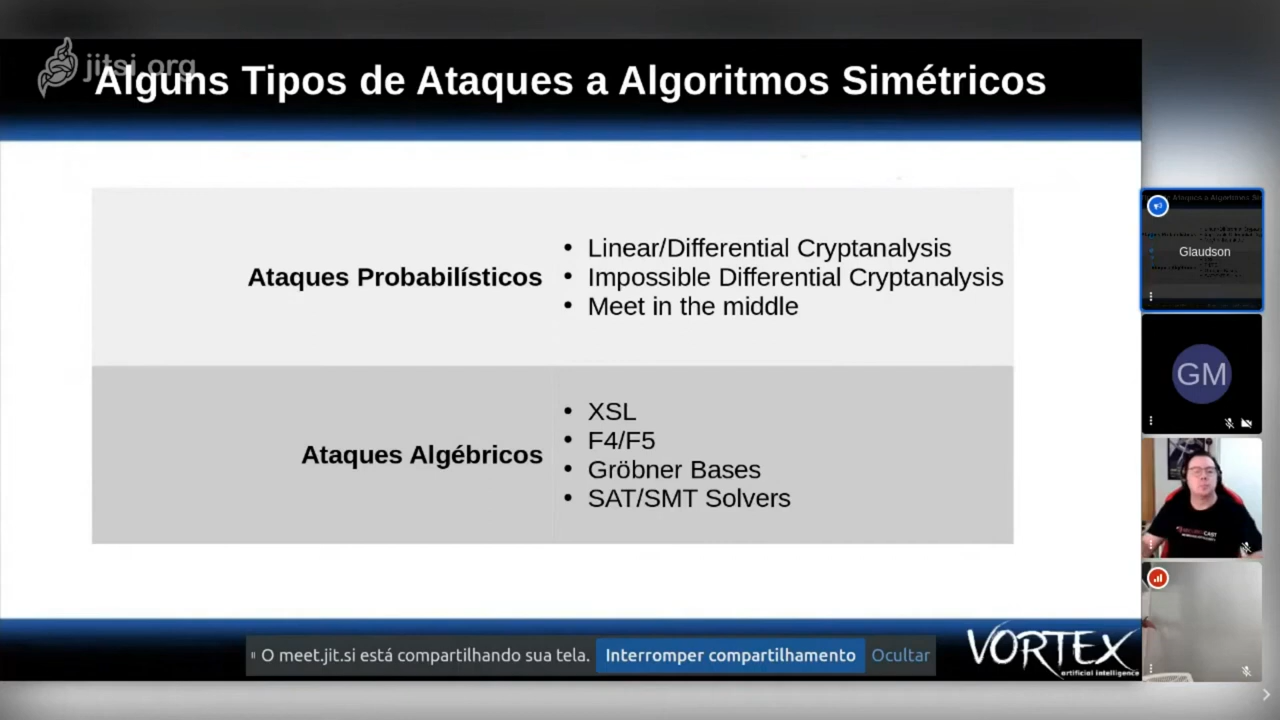 jitsi.org
Alguns Tipos de Ataques a Algoritmos Simétricos
Ataques Probabilísticos
• Linear/Differential Cryptanalysis
• Impossible Differential Cryptanalysis
• Meet in the middle
Ataques Algébricos
• XSL
• F4/F5
• Gröbner Bases
• SAT/SMT Solvers
Glaudson
GM
O meet.jit.si está compartilhando sua tela. Interromper compartilhamento Ocultar
VORTEX
artificial intelligence